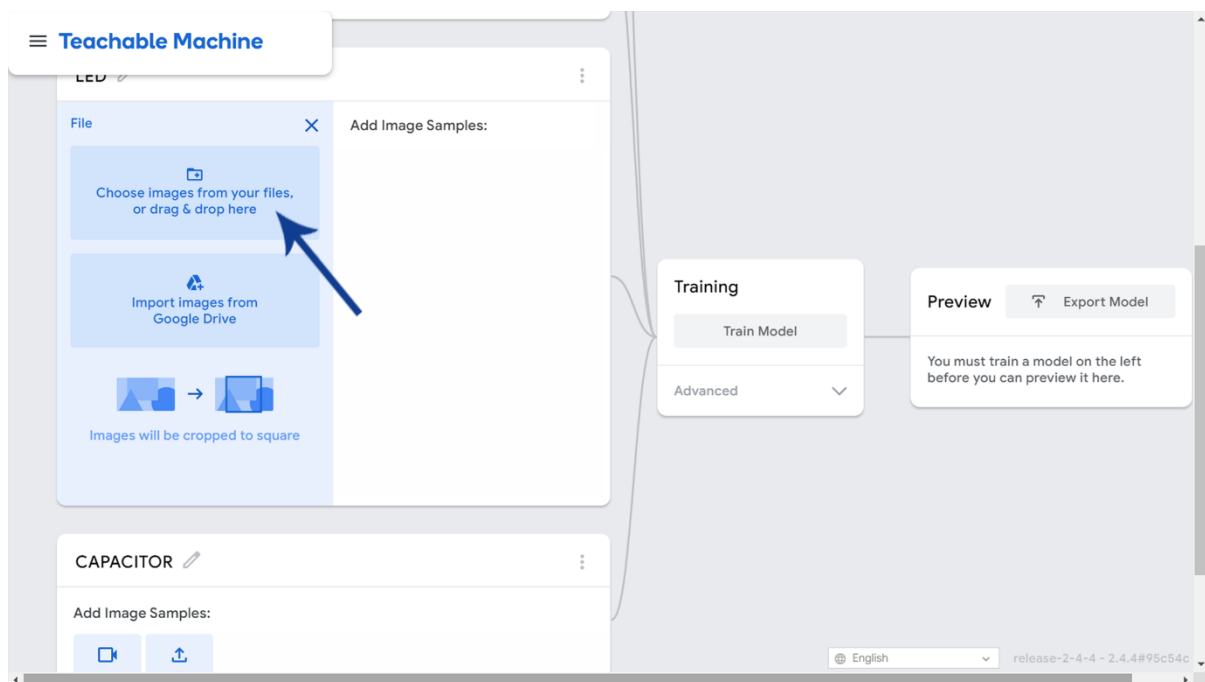 Teachable Machine
LED
File
Add Image Samples:
Choose images from your files,
or drag & drop here
Import images from
Google Drive
Images will be cropped to square
Training
Train Model
Advanced
Preview
Export Model
You must train a model on the left
before you can preview it here.
CAPACITOR
Add Image Samples:
English
release-2-4-4 - 2.4.4#95c54c